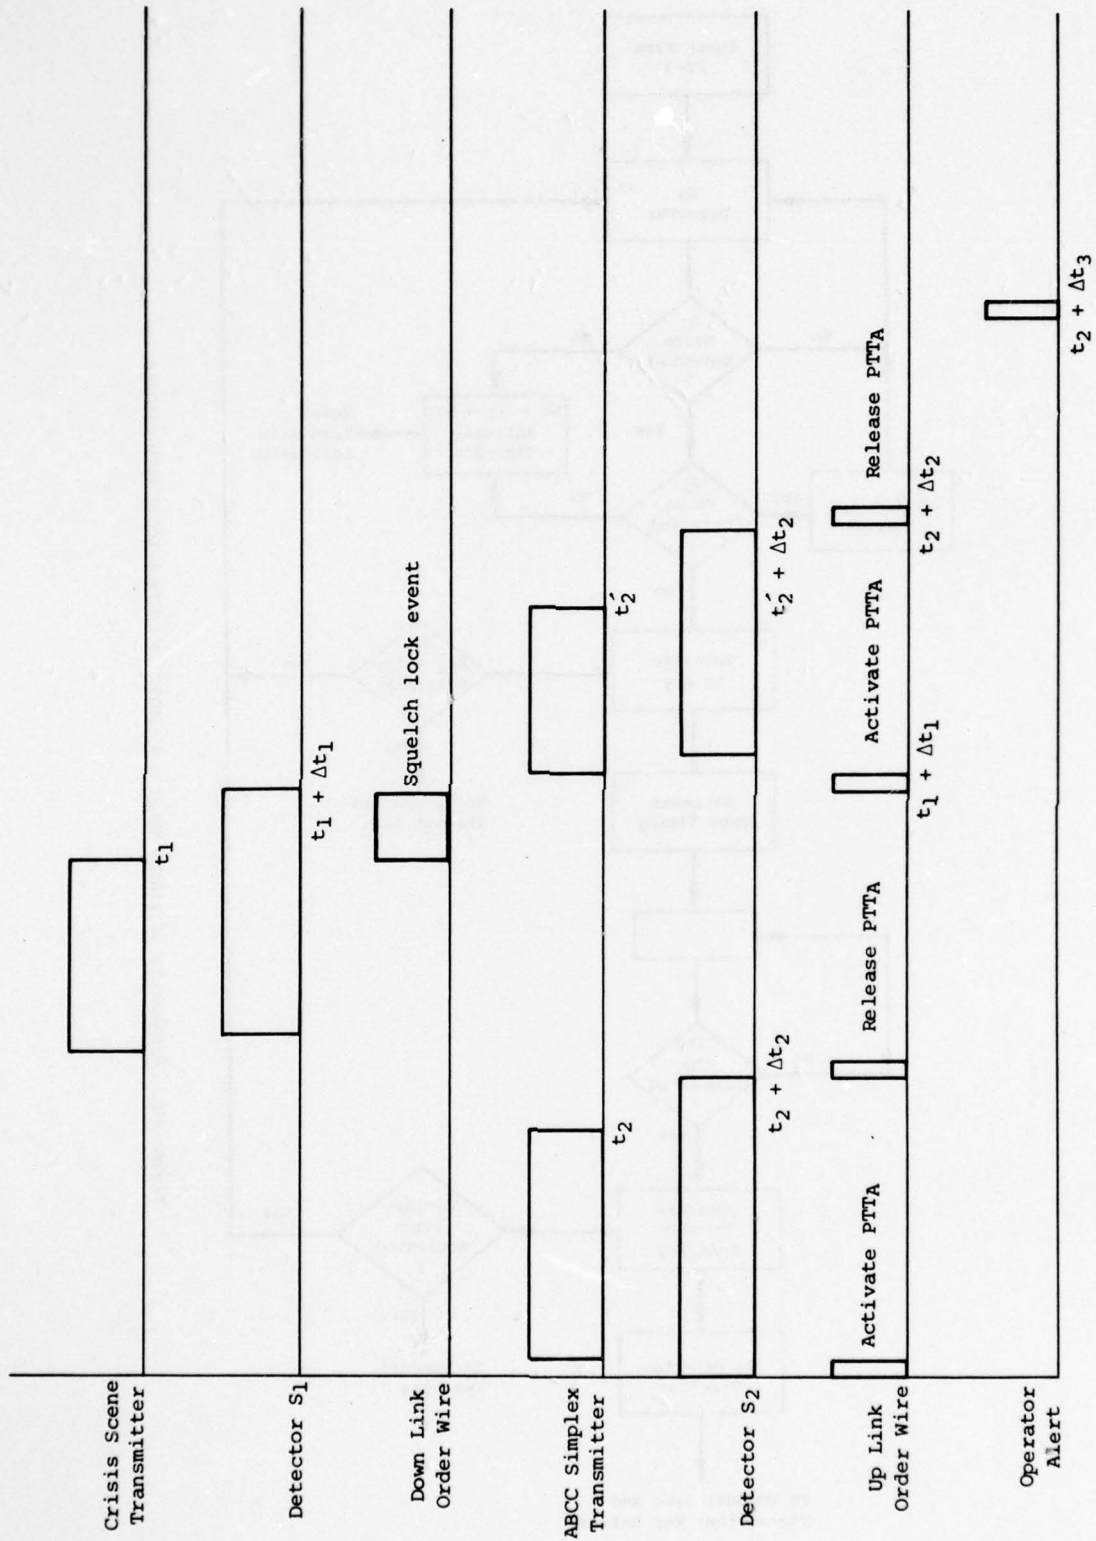 Crisis Scene
Transmitter
t1
Detector S1
t1 + Δt1
Down Link
Order Wire
Squelch lock event
ABCC Simplex
Transmitter
t2
t2́
Detector S2
t2 + Δt2
t2́ + Δt2
Up Link
Order Wire
Activate PTTA
Release PTTA
Activate PTTA
Release PTTA
t1 + Δt1
t2 + Δt2
Operator
Alert
t2 + Δt3